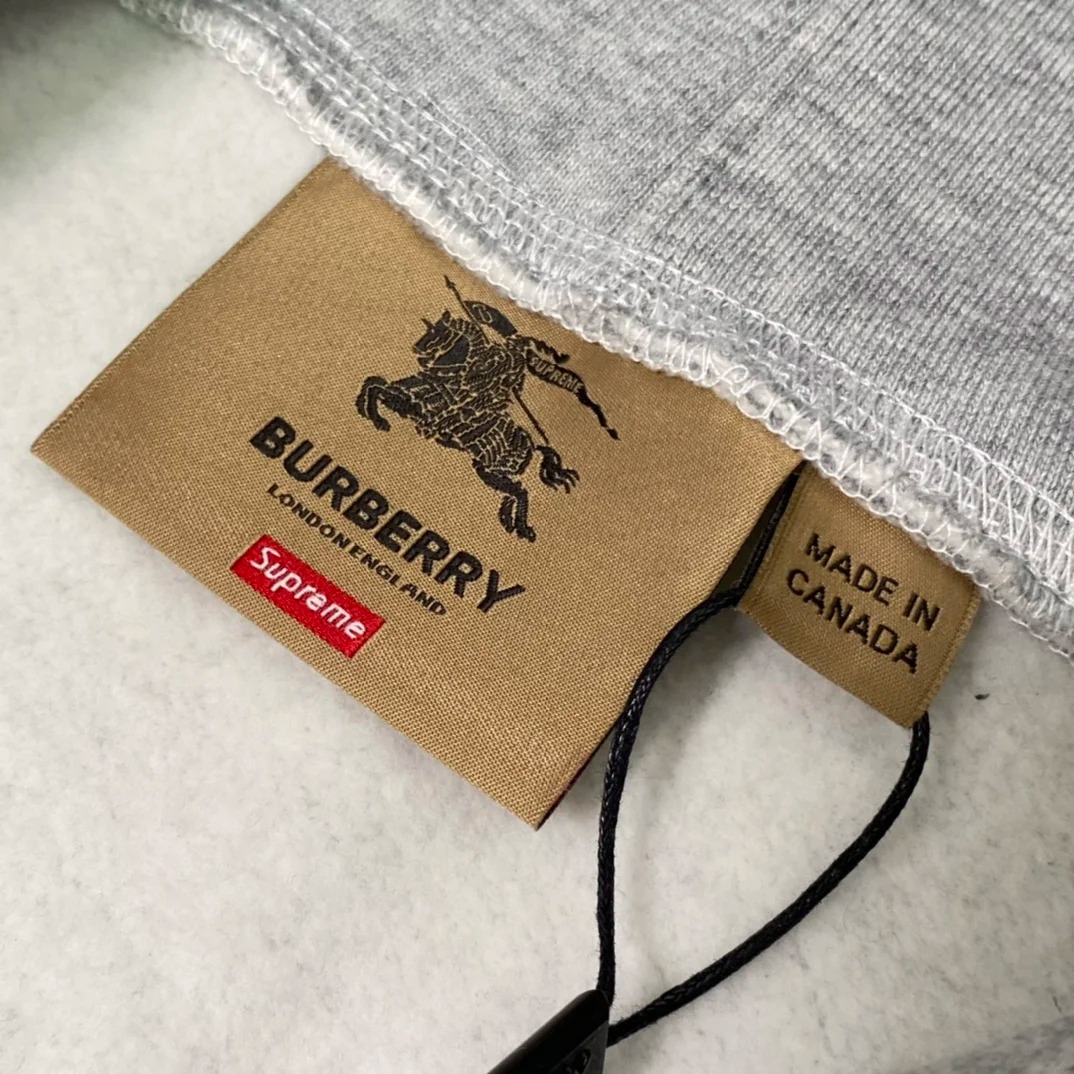 SUPREME
BURBERRY
LONDON ENGLAND
Supreme
MADE IN
CANADA